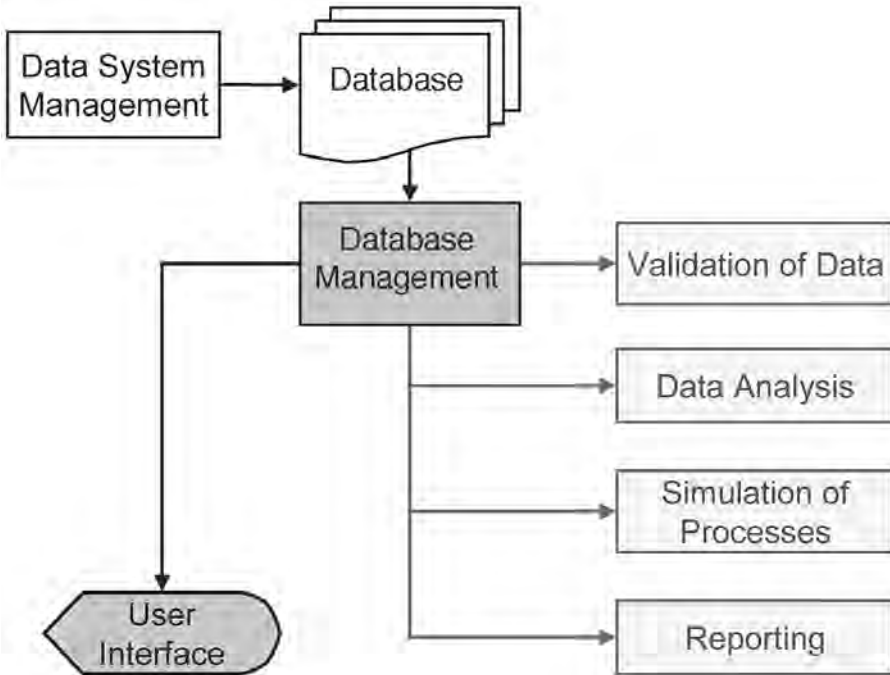 Data System
Management
Database
Database
Management
Validation of Data
Data Analysis
Simulation of
Processes
User
Interface
Reporting